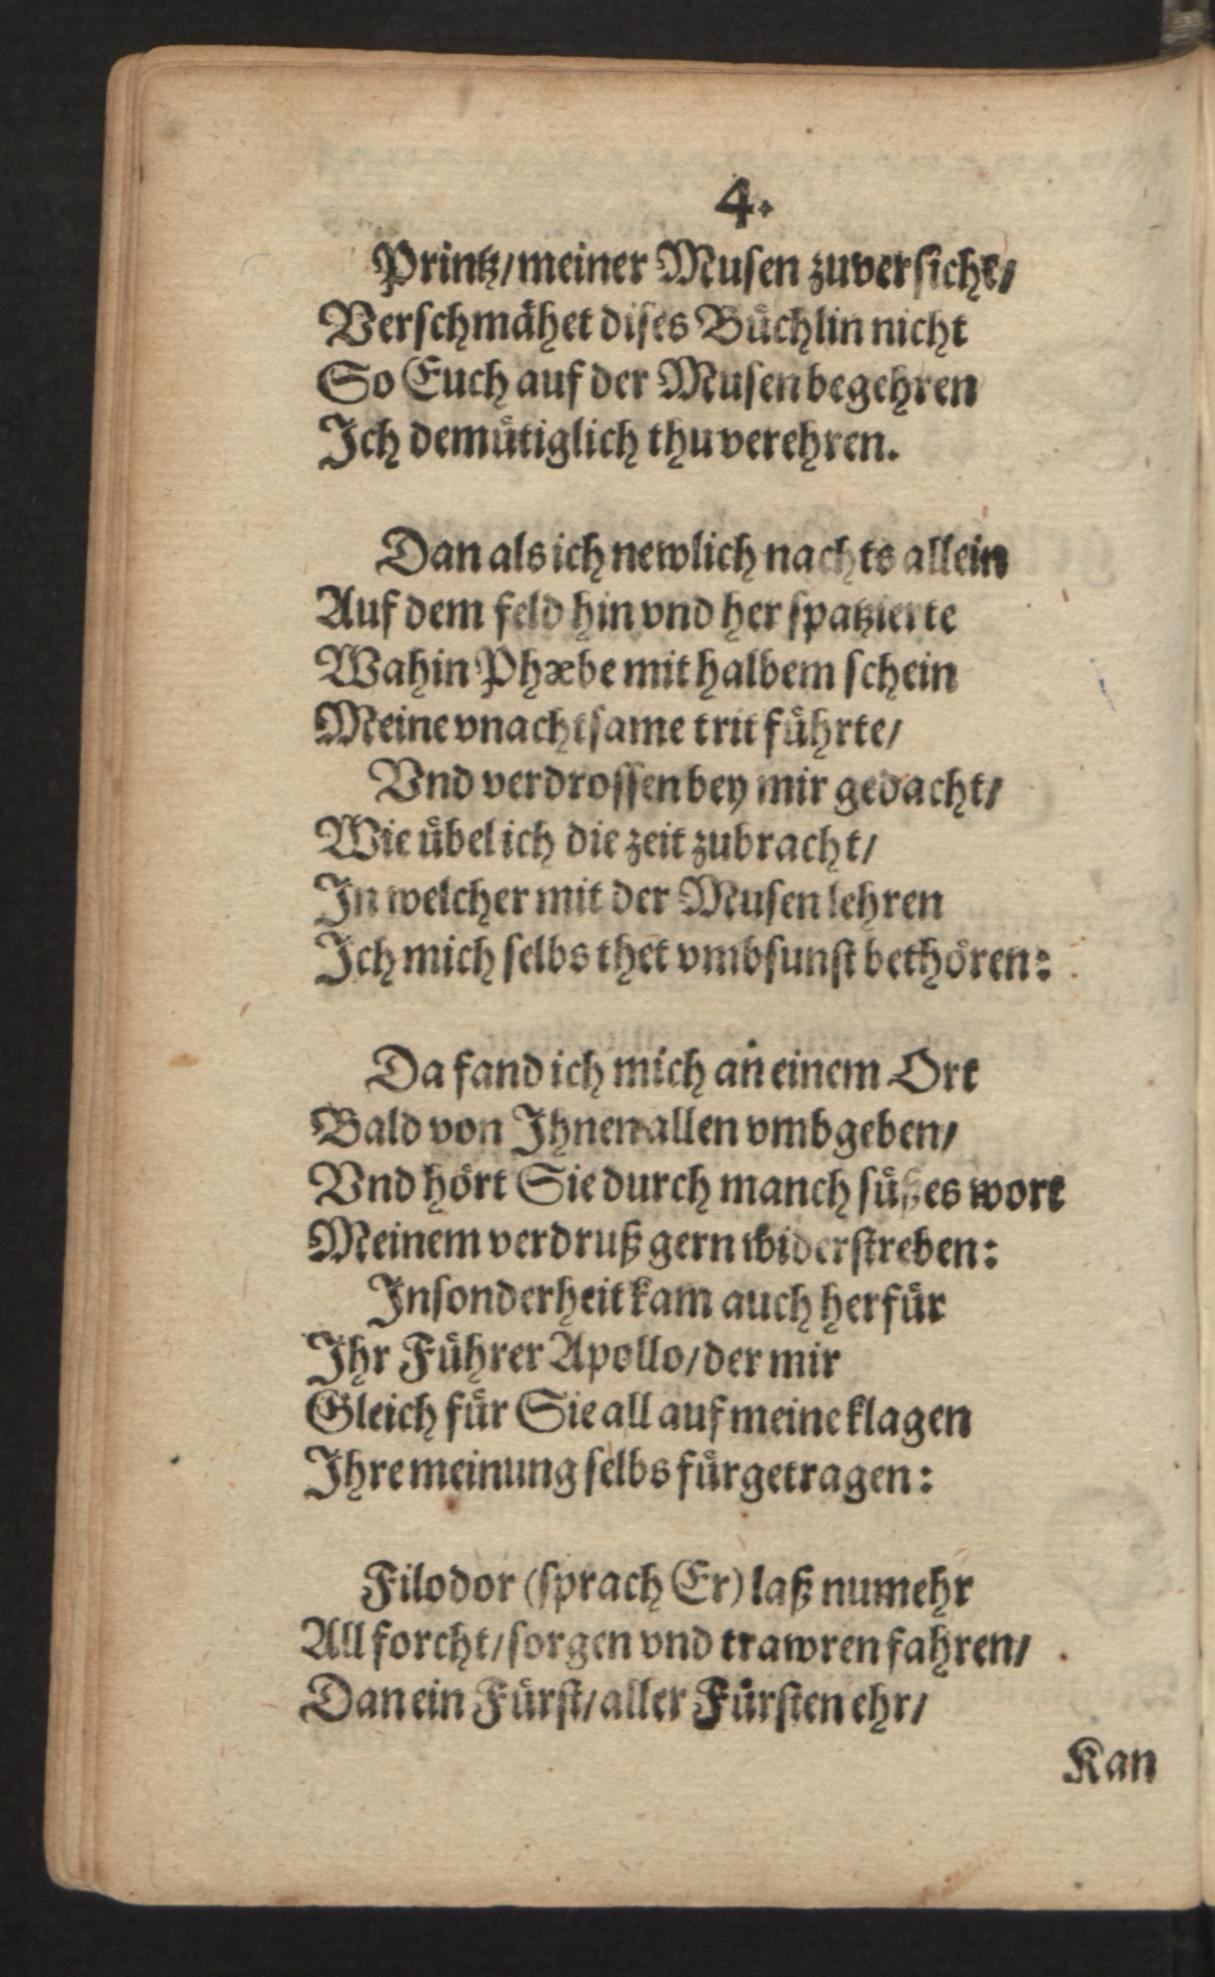 4.
Printz/ meiner Musen zuversicht/
Verschmähet dises Büchlin nicht
So Euch auf der Musen begehren
Ich demütiglich thu verehren.
Dan als ich newlich nachts allein
Auf dem feld hin vnd her spatzierte
Wahin Phæbe mit halbem schein
Meine vnachtsame trit führte/
Vnd verdrossen bey mir gedacht/
Wie übel ich die zeit zubracht/
In welcher mit der Musen lehren
Ich mich selbs thet vmbsunst bethören:
Da fand ich mich an einem Ort
Bald von Ihnen allen vmbgeben/
Vnd hört Sie durch manch süßes wort
Meinem verdruß gern widerstreben:
Insonderheit kam auch herfür
Ihr Führer Apollo/ der mir
Gleich für Sie all auf meine klagen
Ihre meinung selbs fürgetragen:
Filodor (sprach Er) laß numehr
All forcht/ sorgen vnd trawren fahren/
Dan ein Fürst/ aller Fürsten ehr/
Kan